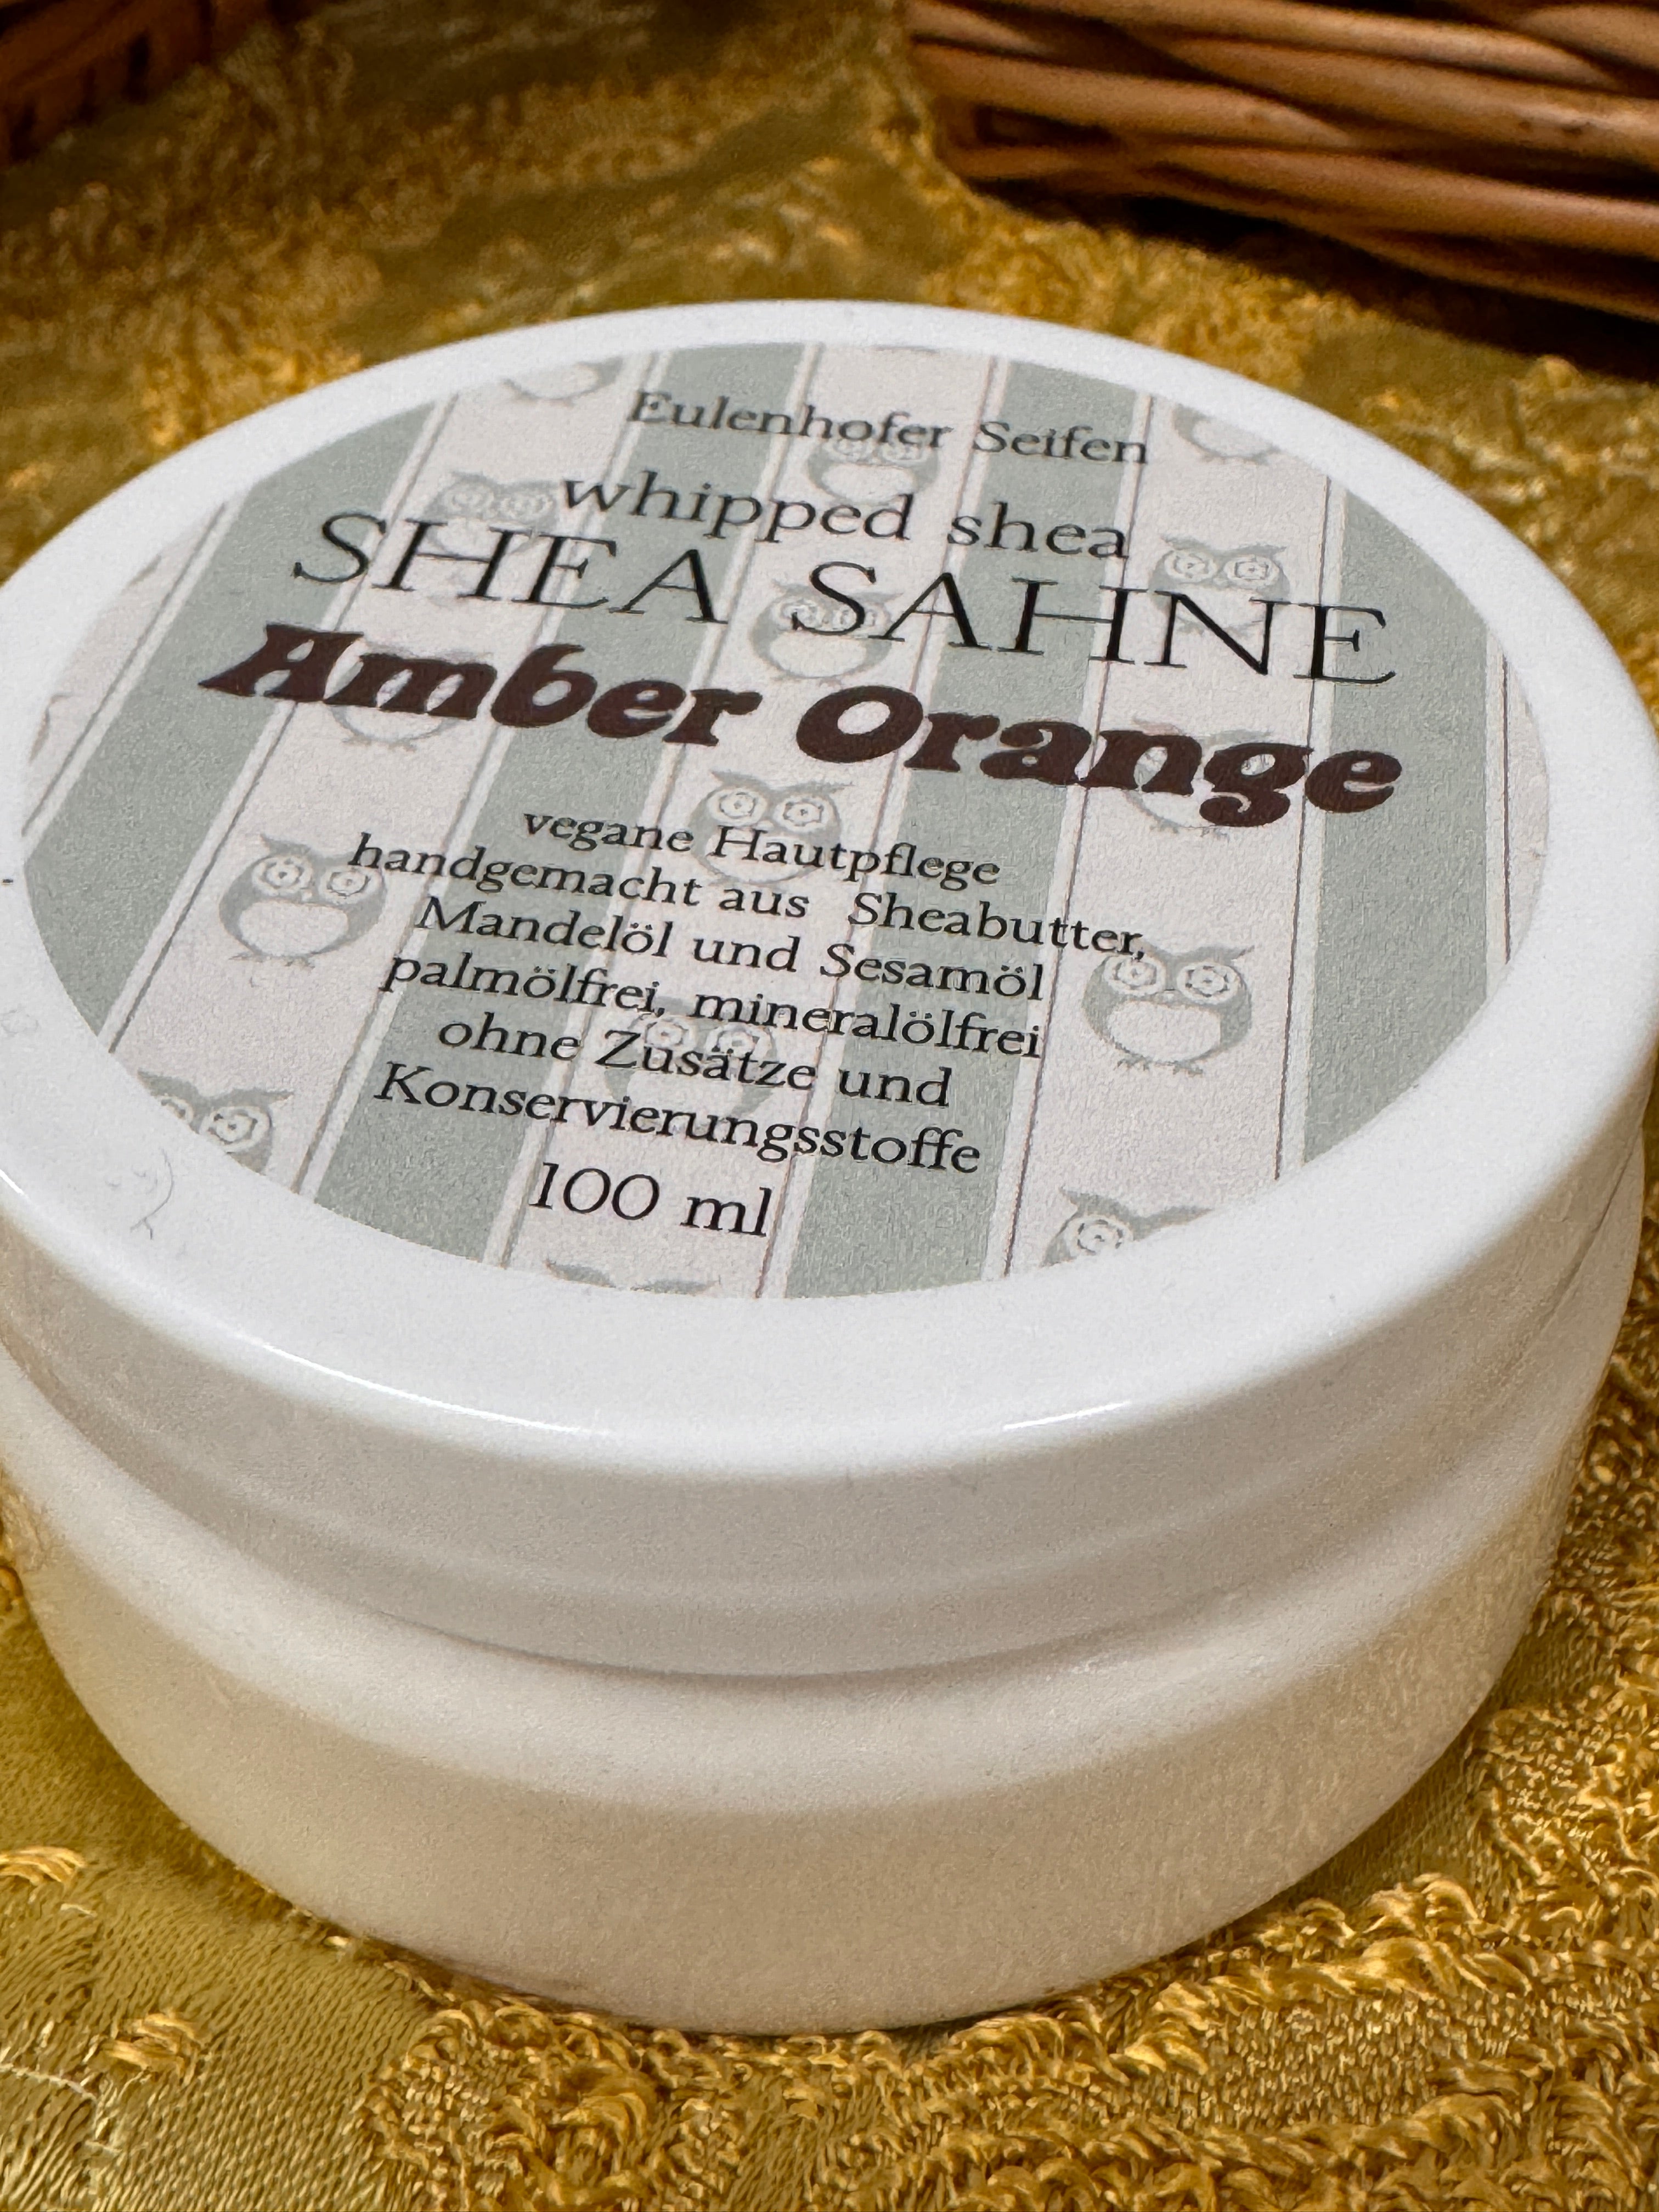 Eulenhofer Seifen
whipped shea
SHEA SAHNE
Amber Orange
vegane Hautpflege
handgemacht aus Sheabutter,
Mandelöl und Sesamöl
palmölfrei, mineralölfrei
ohne Zusätze und
Konservierungsstoffe
100 ml